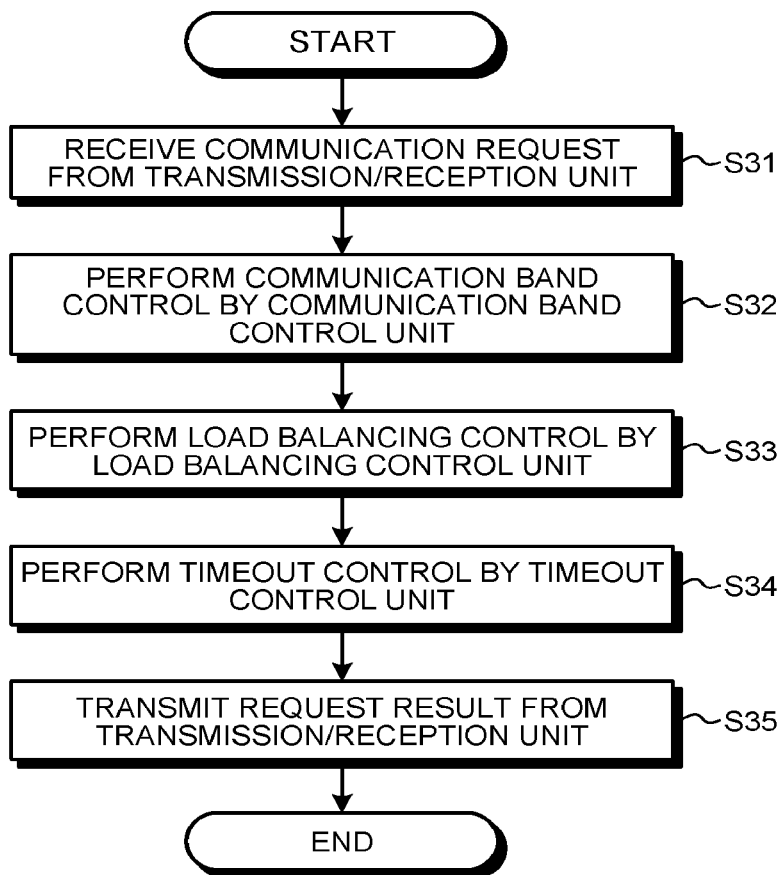 START
RECEIVE COMMUNICATION REQUEST
FROM TRANSMISSION/RECEPTION UNIT
S31
PERFORM COMMUNICATION BAND
CONTROL BY COMMUNICATION BAND
CONTROL UNIT
S32
PERFORM LOAD BALANCING CONTROL BY
LOAD BALANCING CONTROL UNIT
S33
PERFORM TIMEOUT CONTROL BY TIMEOUT
CONTROL UNIT
S34
TRANSMIT REQUEST RESULT FROM
TRANSMISSION/RECEPTION UNIT
S35
END